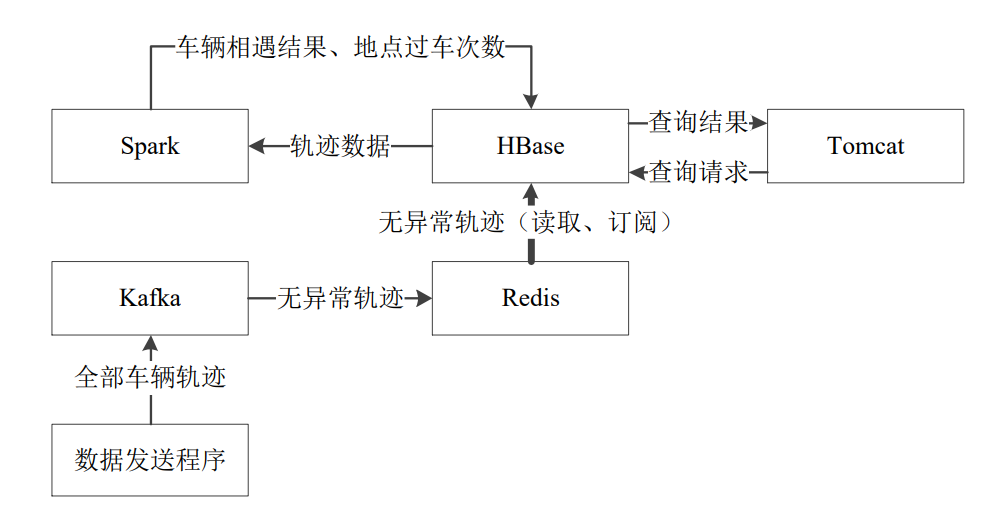 车辆相遇结果、地点过车次数
Spark
轨迹数据
HBase
查询结果
查询请求
Tomcat
无异常轨迹（读取、订阅）
Kafka
无异常轨迹
Redis
全部车辆轨迹
数据发送程序